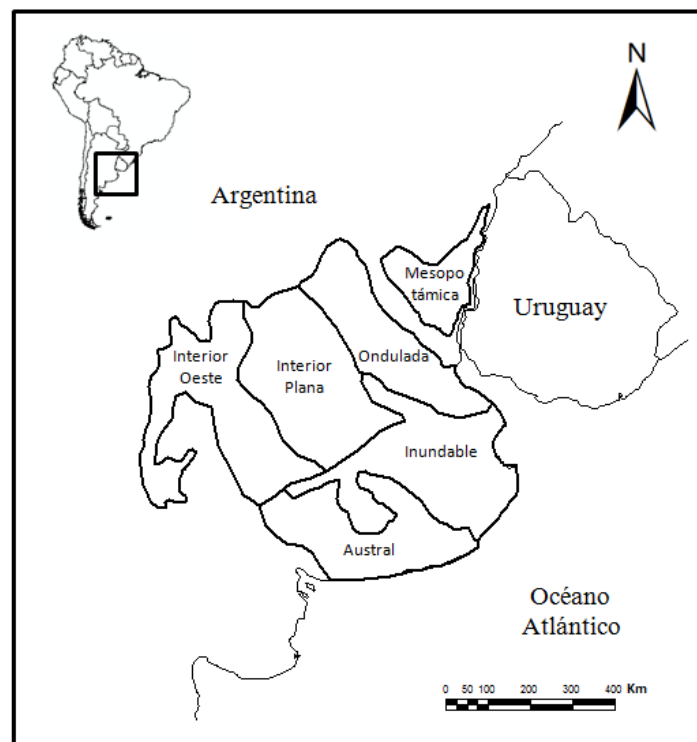 N
Argentina
Mesopo
támica
Uruguay
Interior
Oeste
Interior
Plana
Ondulada
Inundable
Austral
Océano
Atlántico
0 50 100 200 300 400 Km